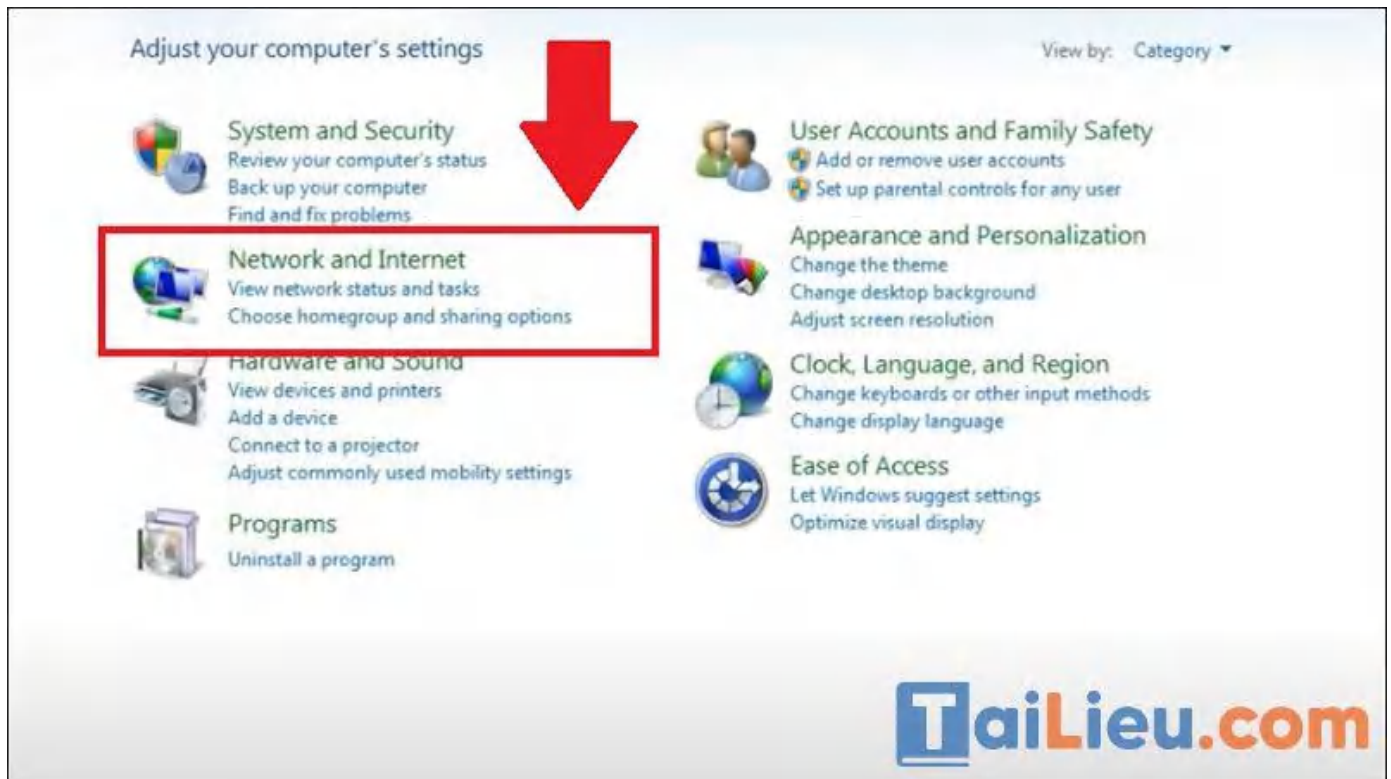 Adjust your computer's settings
View by: Category
System and Security
Review your computer's status
Back up your computer
Find and fix problems
Network and Internet
View network status and tasks
Choose homegroup and sharing options
Hardware and Sound
View devices and printers
Add a device
Connect to a projector
Adjust commonly used mobility settings
Programs
Uninstall a program
User Accounts and Family Safety
Add or remove user accounts
Set up parental controls for any user
Appearance and Personalization
Change the theme
Change desktop background
Adjust screen resolution
Clock, Language, and Region
Change keyboards or other input methods
Change display language
Ease of Access
Let Windows suggest settings
Optimize visual display
TaiLieu.com